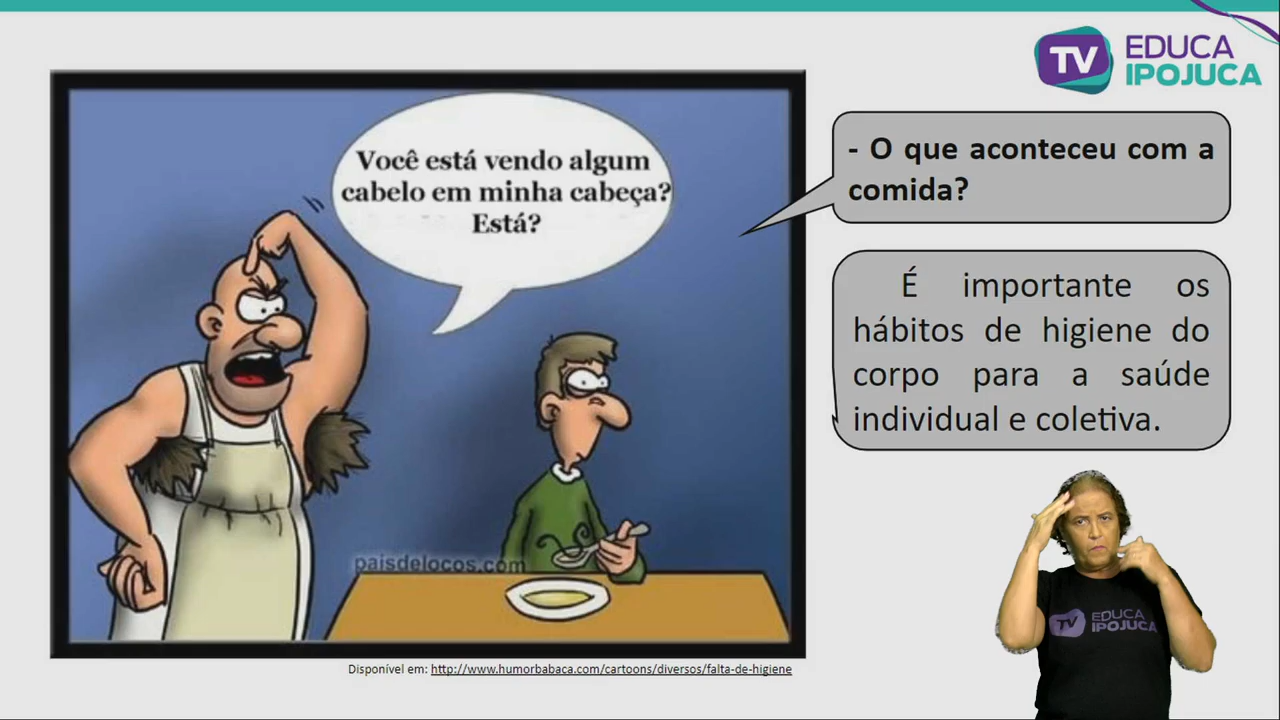 TV
EDUCA
IPOJUCA
Você está vendo algum
cabelo em minha cabeça?
Está?
- O que aconteceu com a
comida?
É importante os
hábitos de higiene do
corpo para a saúde
individual e coletiva.
paisdelocos.com
Disponível em: http://www.humorbabaca.com/cartoons/diversos/falta-de-higiene
TV EDUCA
IPOJUCA